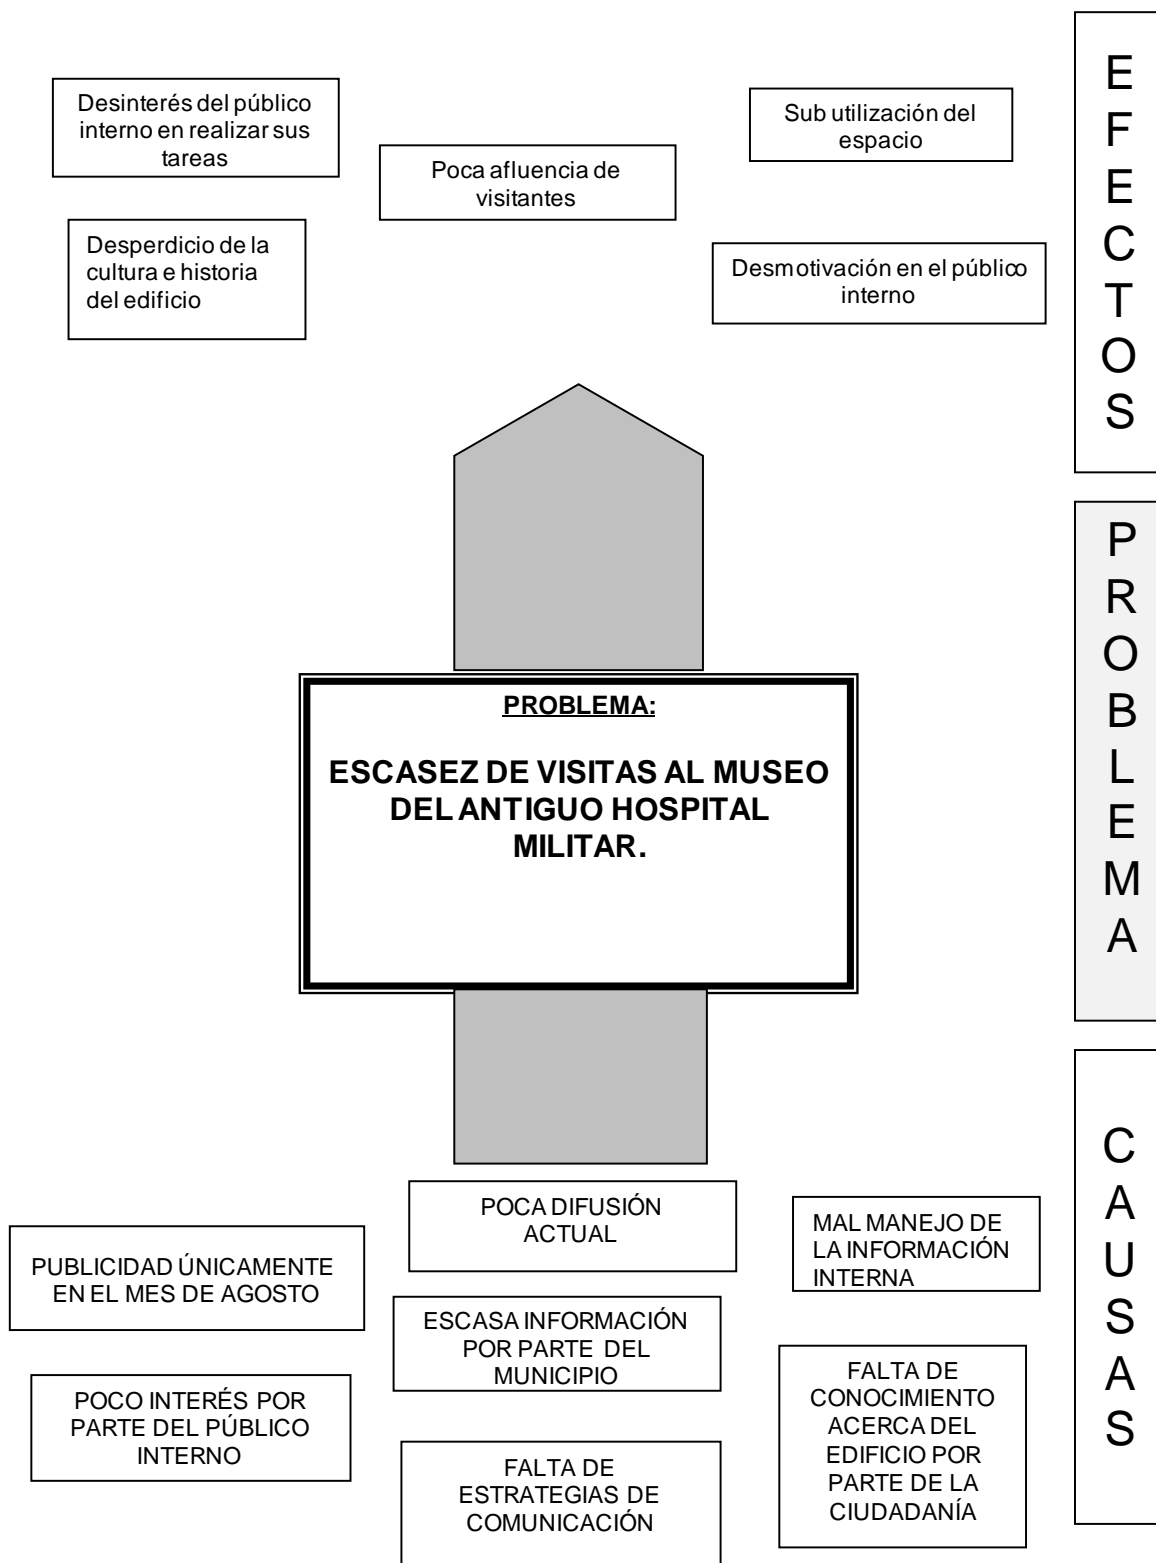 Desinterés del público
interno en realizar sus
tareas
Poca afluencia de
visitantes
Sub utilización del
espacio
Desperdicio de la
cultura e historia
del edificio
Desmotivación en el público
interno
E
F
E
C
T
O
S
PROBLEMA:
ESCASEZ DE VISITAS AL MUSEO
DEL ANTIGUO HOSPITAL
MILITAR.
P
R
O
B
L
E
M
A
POCA DIFUSIÓN
ACTUAL
MAL MANEJO DE
LA INFORMACIÓN
INTERNA
PUBLICIDAD ÚNICAMENTE
EN EL MES DE AGOSTO
ESCASA INFORMACIÓN
POR PARTE DEL
MUNICIPIO
POCO INTERÉS POR
PARTE DEL PÚBLICO
INTERNO
FALTA DE
CONOCIMIENTO
ACERCA DEL
EDIFICIO POR
PARTE DE LA
CIUDADANÍA
FALTA DE
ESTRATEGIAS DE
COMUNICACIÓN
C
A
U
S
A
S